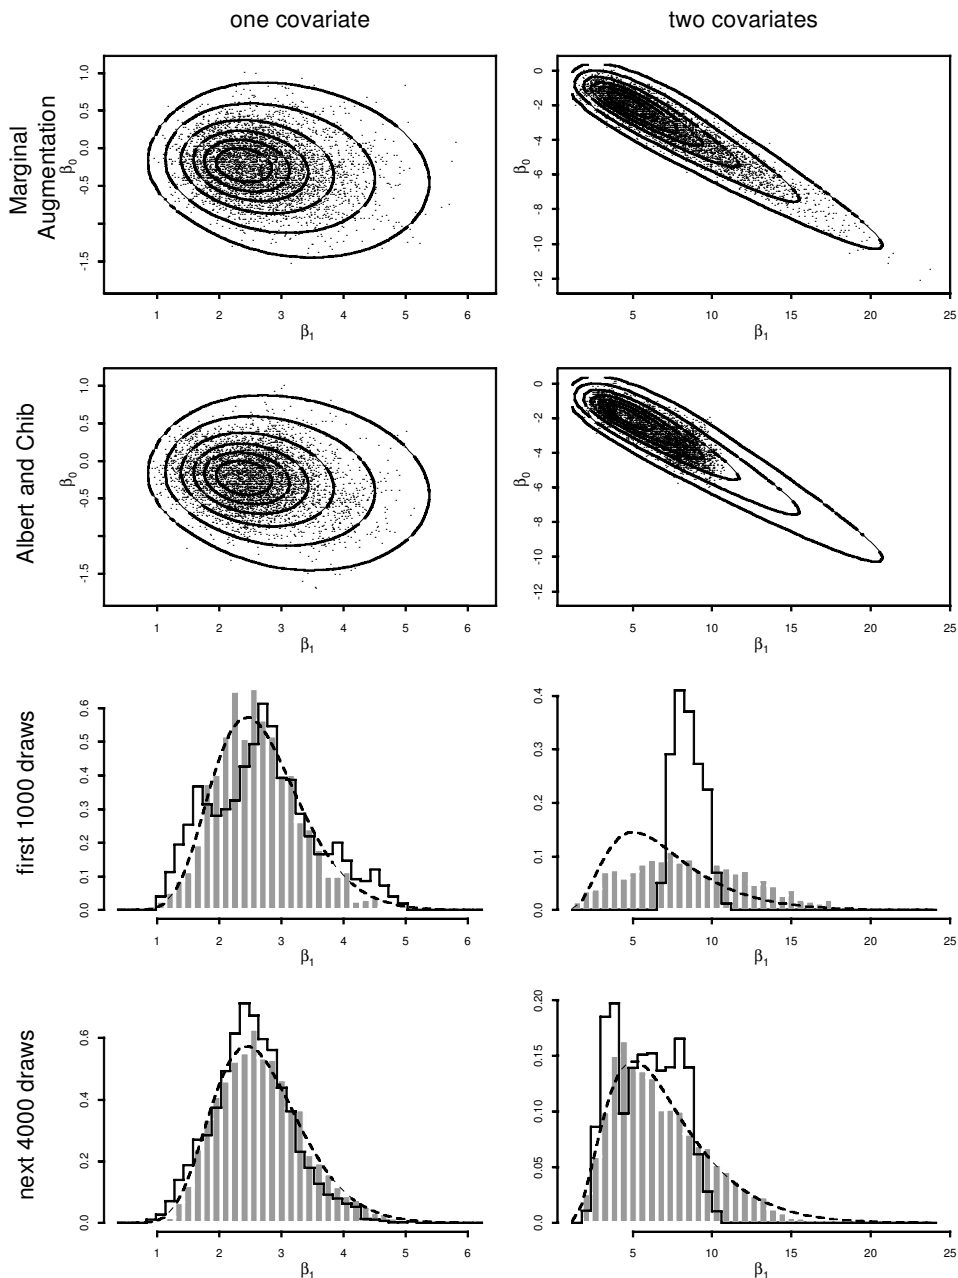 one covariate two covariates
Marginal
Augmentation
β0
1.0
0.5
0.0
-0.5
-1.5
1 2 3 4 5 6
β1
β0
0
-2
-4
-6
-8
-10
-12
5 10 15 20 25
β1
Albert and Chib
β0
1.0
0.5
0.0
-0.5
-1.5
1 2 3 4 5 6
β1
β0
0
-2
-4
-6
-8
-10
-12
5 10 15 20 25
β1
first 1000 draws
0.6
0.5
0.4
0.3
0.2
0.1
0.0
1 2 3 4 5 6
β1
0.4
0.3
0.2
0.1
0.0
5 10 15 20 25
β1
next 4000 draws
0.6
0.4
0.2
0.0
1 2 3 4 5 6
β1
0.20
0.15
0.10
0.05
0.0
5 10 15 20 25
β1